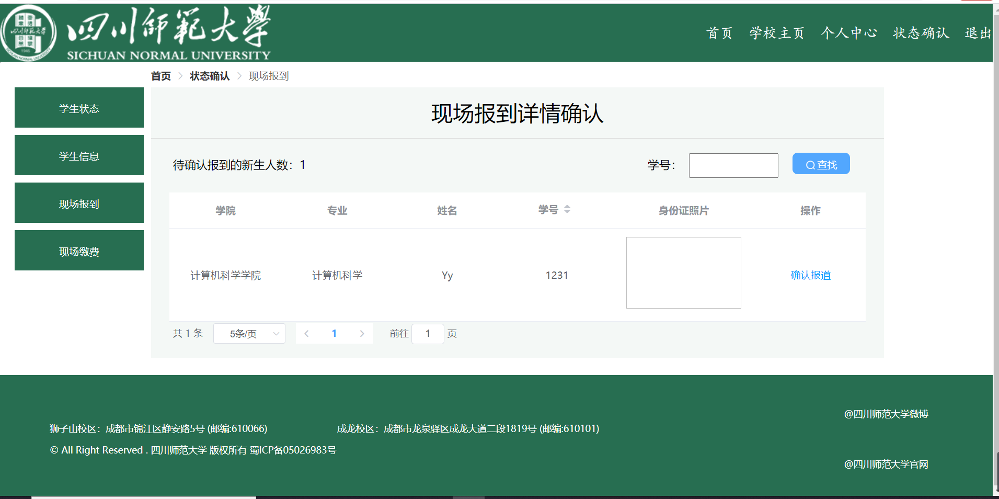 四川師範大學
SICHUAN NORMAL UNIVERSITY
四川師範大學
1946
SICHUAN NORMAL UNIVERSITY
首页 学校主页 个人中心 状态确认 退出
首页 > 状态确认 > 现场报到
学生状态
学生信息
现场报到
现场缴费
现场报到详情确认
待确认报到的新生人数：1
学号：
查找
学院 专业 姓名 学号 身份证照片 操作
计算机科学学院 计算机科学 Yy 1231 确认报道
共 1 条 5条/页 1 前往 1 页
@四川师范大学微博
狮子山校区：成都市锦江区静安路5号 (邮编:610066) 成龙校区：成都市龙泉驿区成龙大道二段1819号 (邮编:610101)
© All Right Reserved . 四川师范大学 版权所有 蜀ICP备05026983号
@四川师范大学官网